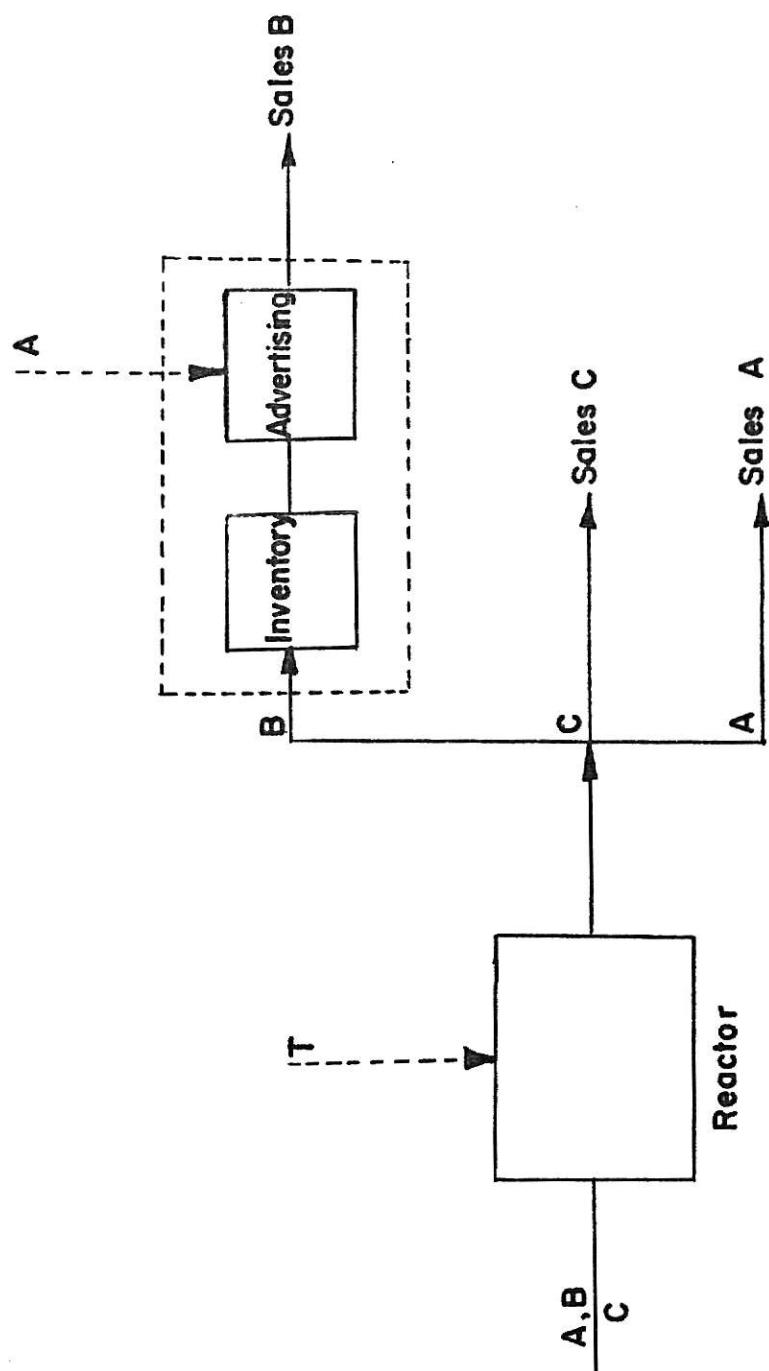 A
Inventory
Advertising
Sales B
B
T
C
Sales C
A, B
C
Reactor
A
Sales A